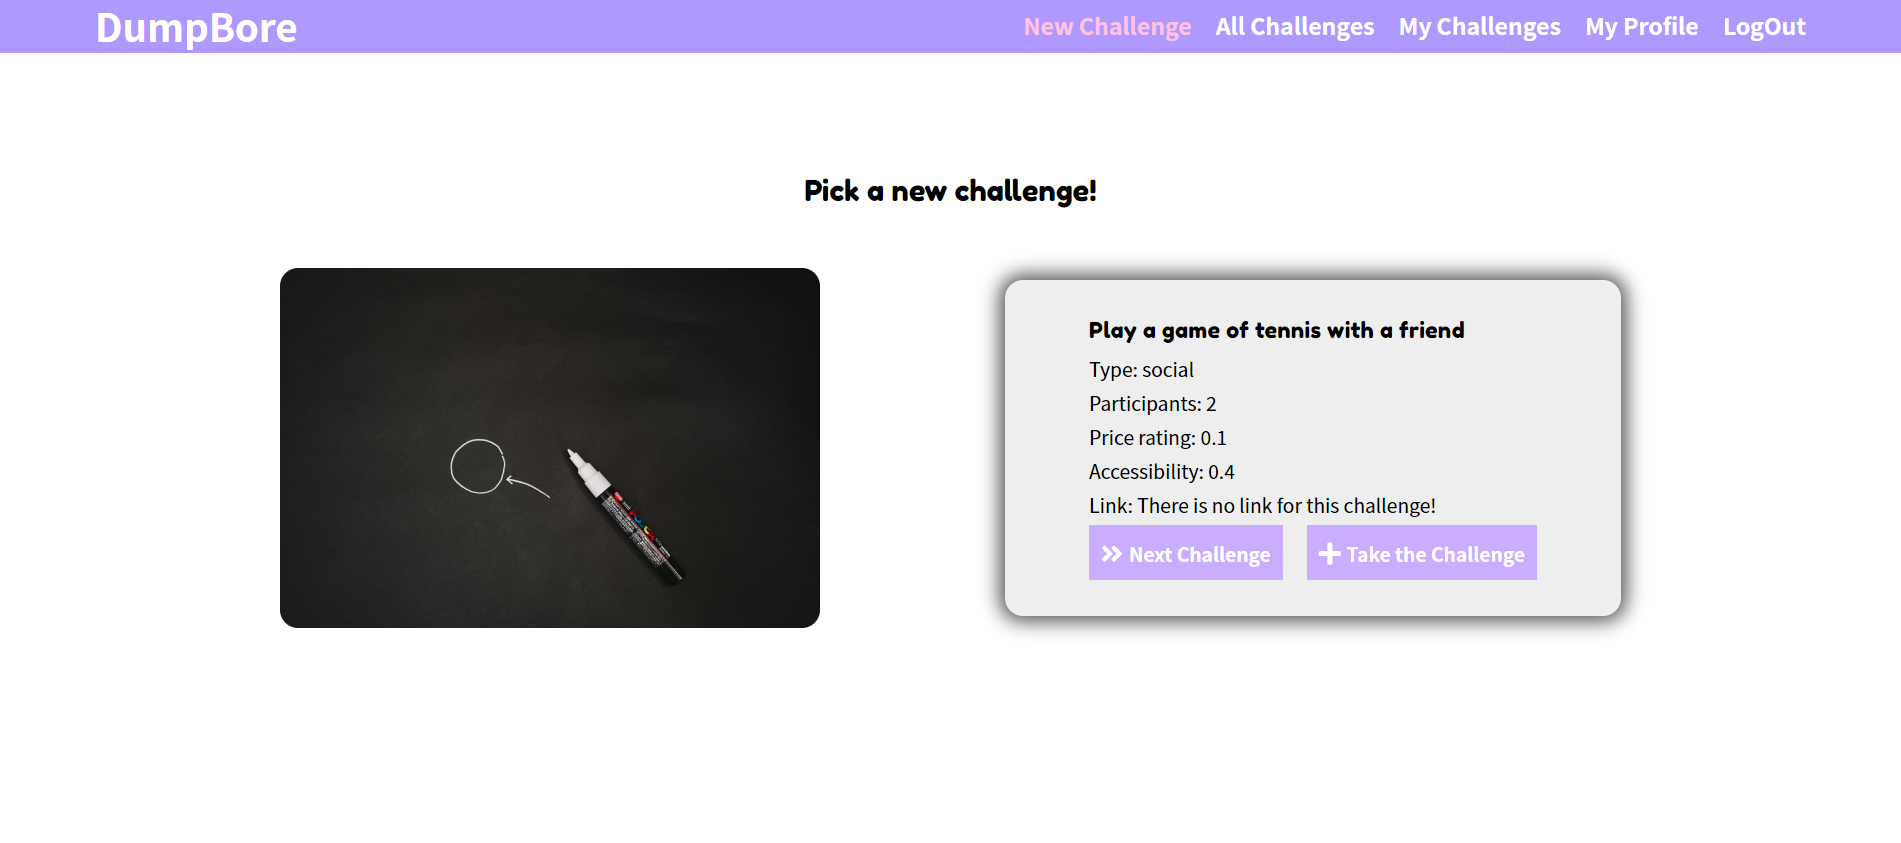 DumpBore
New Challenge All Challenges My Challenges My Profile LogOut
Pick a new challenge!
Play a game of tennis with a friend
Type: social
Participants: 2
Price rating: 0.1
Accessibility: 0.4
Link: There is no link for this challenge!
Next Challenge
Take the Challenge